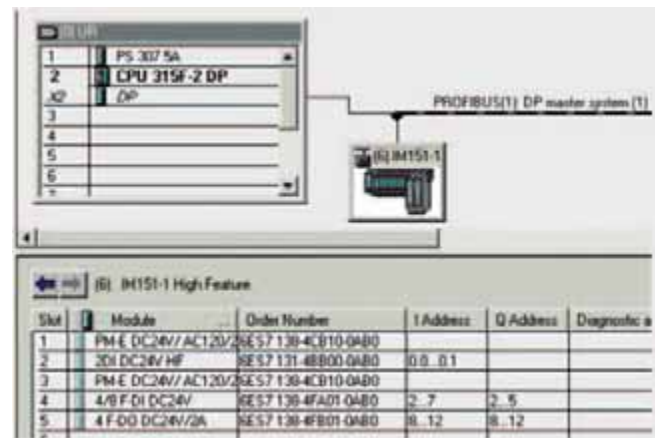 UR
1 PS 307 5A
2 CPU 315F-2 DP
X2 DP
3
4
5
6
PROFIBUS(1): DP master system (1)
(6) IM151-1
(6) IM151-1 High Feature
Slot Module ... Order Number I Address Q Address Diagnostic a
1 PM-E DC24V/ AC120/2 6ES7 138-4CB10-0AB0
2 2DI DC24V HF 6ES7 131-4BB00-0AB0 0.0...0.1
3 PM-E DC24V/ AC120/2 6ES7 138-4CB10-0AB0
4 4/8 F-DI DC24V 6ES7 138-4FA01-0AB0 2...7 2...5
5 4 F-DO DC24V/2A 6ES7 138-4FB01-0AB0 8...12 8...12